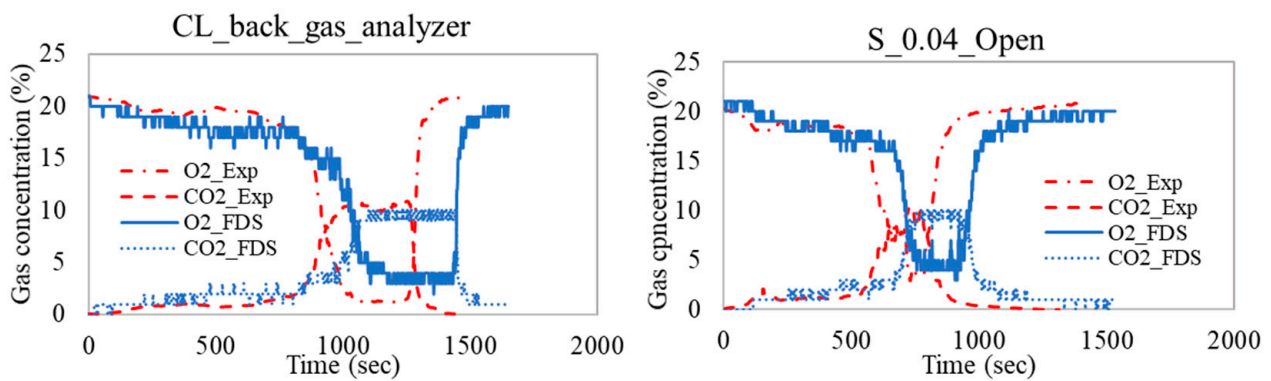 CL_back_gas_analyzer
25
20
15
10
5
0
Gas concentration (%)
O2_Exp
CO2_Exp
O2_FDS
CO2_FDS
0 500 1000 1500 2000
Time (sec)
S_0.04_Open
25
20
15
10
5
0
Gas cpncentration (%)
O2_Exp
CO2_Exp
O2_FDS
CO2_FDS
0 500 1000 1500 2000
Time (sec)